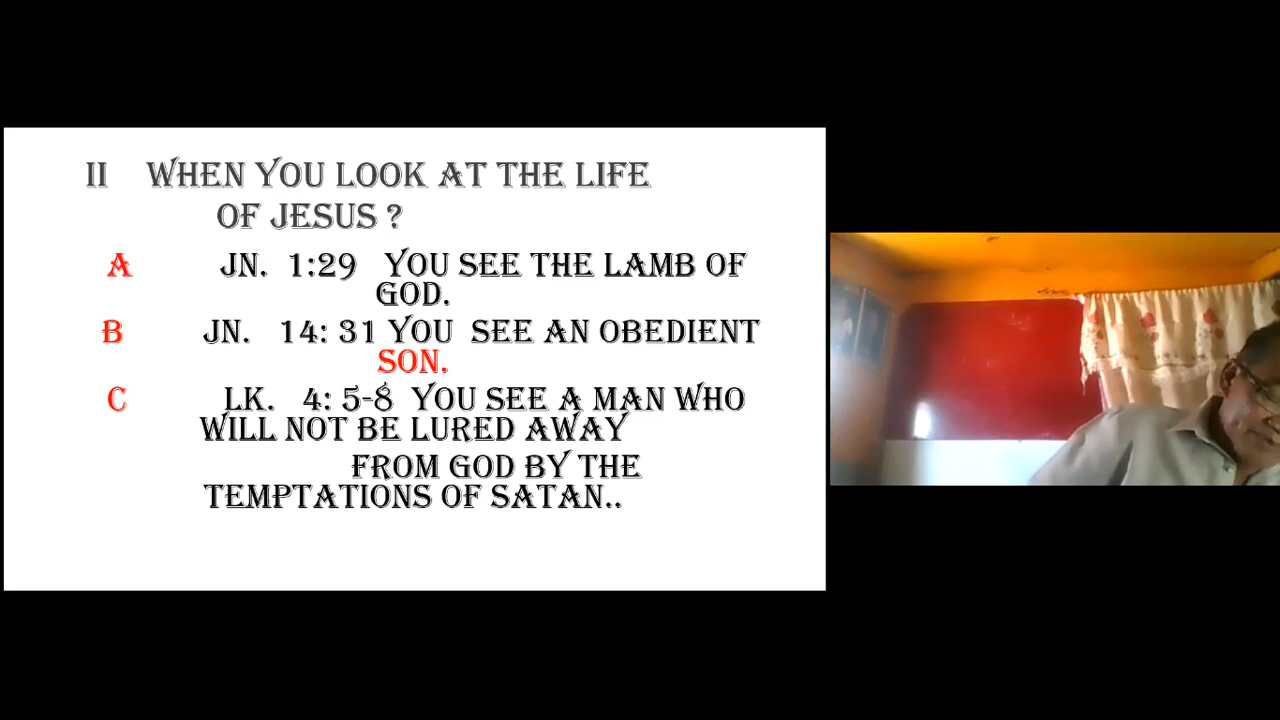 II WHEN YOU LOOK AT THE LIFE
OF JESUS ?
A JN. 1:29 YOU SEE THE LAMB OF
GOD.
B JN. 14: 31 YOU SEE AN OBEDIENT
SON.
C LK. 4: 5-8 YOU SEE A MAN WHO
WILL NOT BE LURED AWAY
FROM GOD BY THE
TEMPTATIONS OF SATAN..